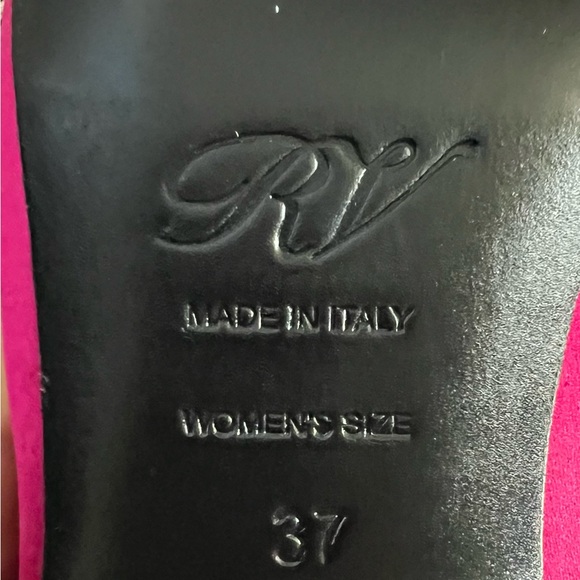 RV
MADE IN ITALY
WOMEN'S SIZE
37